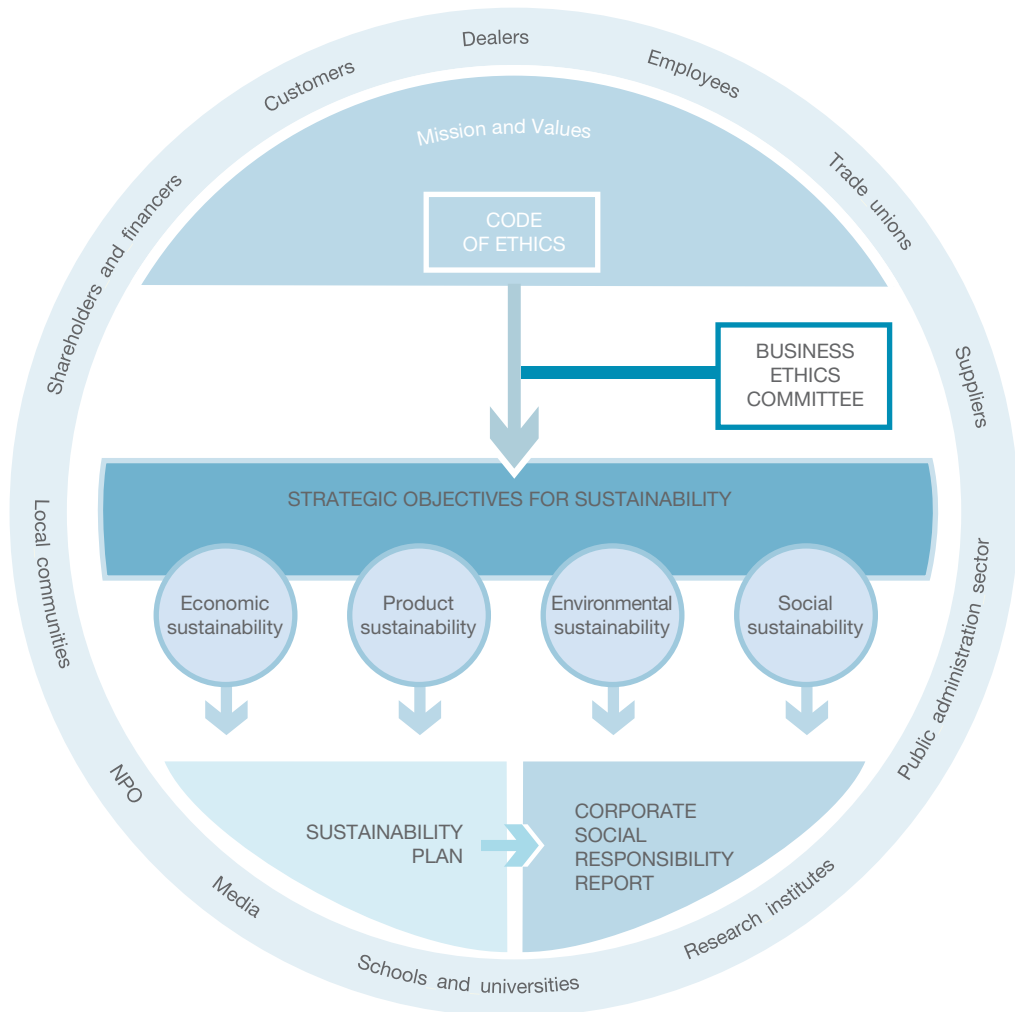 Dealers
Employees
Customers
Trade unions
Shareholders and financers
Suppliers
Local communities
Public administration sector
NPO
Media
Research institutes
Schools and universities
Mission and Values
CODE
OF ETHICS
BUSINESS
ETHICS
COMMITTEE
STRATEGIC OBJECTIVES FOR SUSTAINABILITY
Economic
sustainability
Product
sustainability
Environmental
sustainability
Social
sustainability
SUSTAINABILITY
PLAN
CORPORATE
SOCIAL
RESPONSIBILITY
REPORT